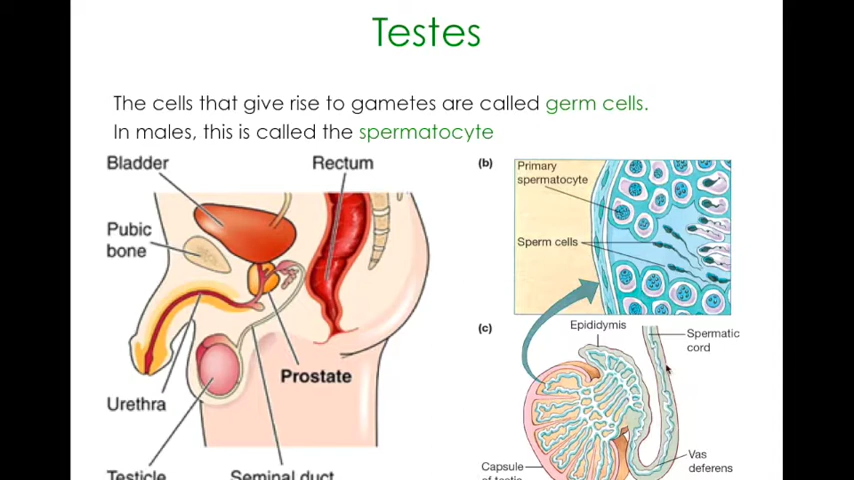 Testes
The cells that give rise to gametes are called germ cells.
In males, this is called the spermatocyte
Bladder
Rectum
Pubic
bone
Prostate
Urethra
Testicle
Seminal duct
(b)
Primary
spermatocyte
Sperm cells
(c)
Epididymis
Spermatic
cord
Vas
deferens
Capsule
of testis